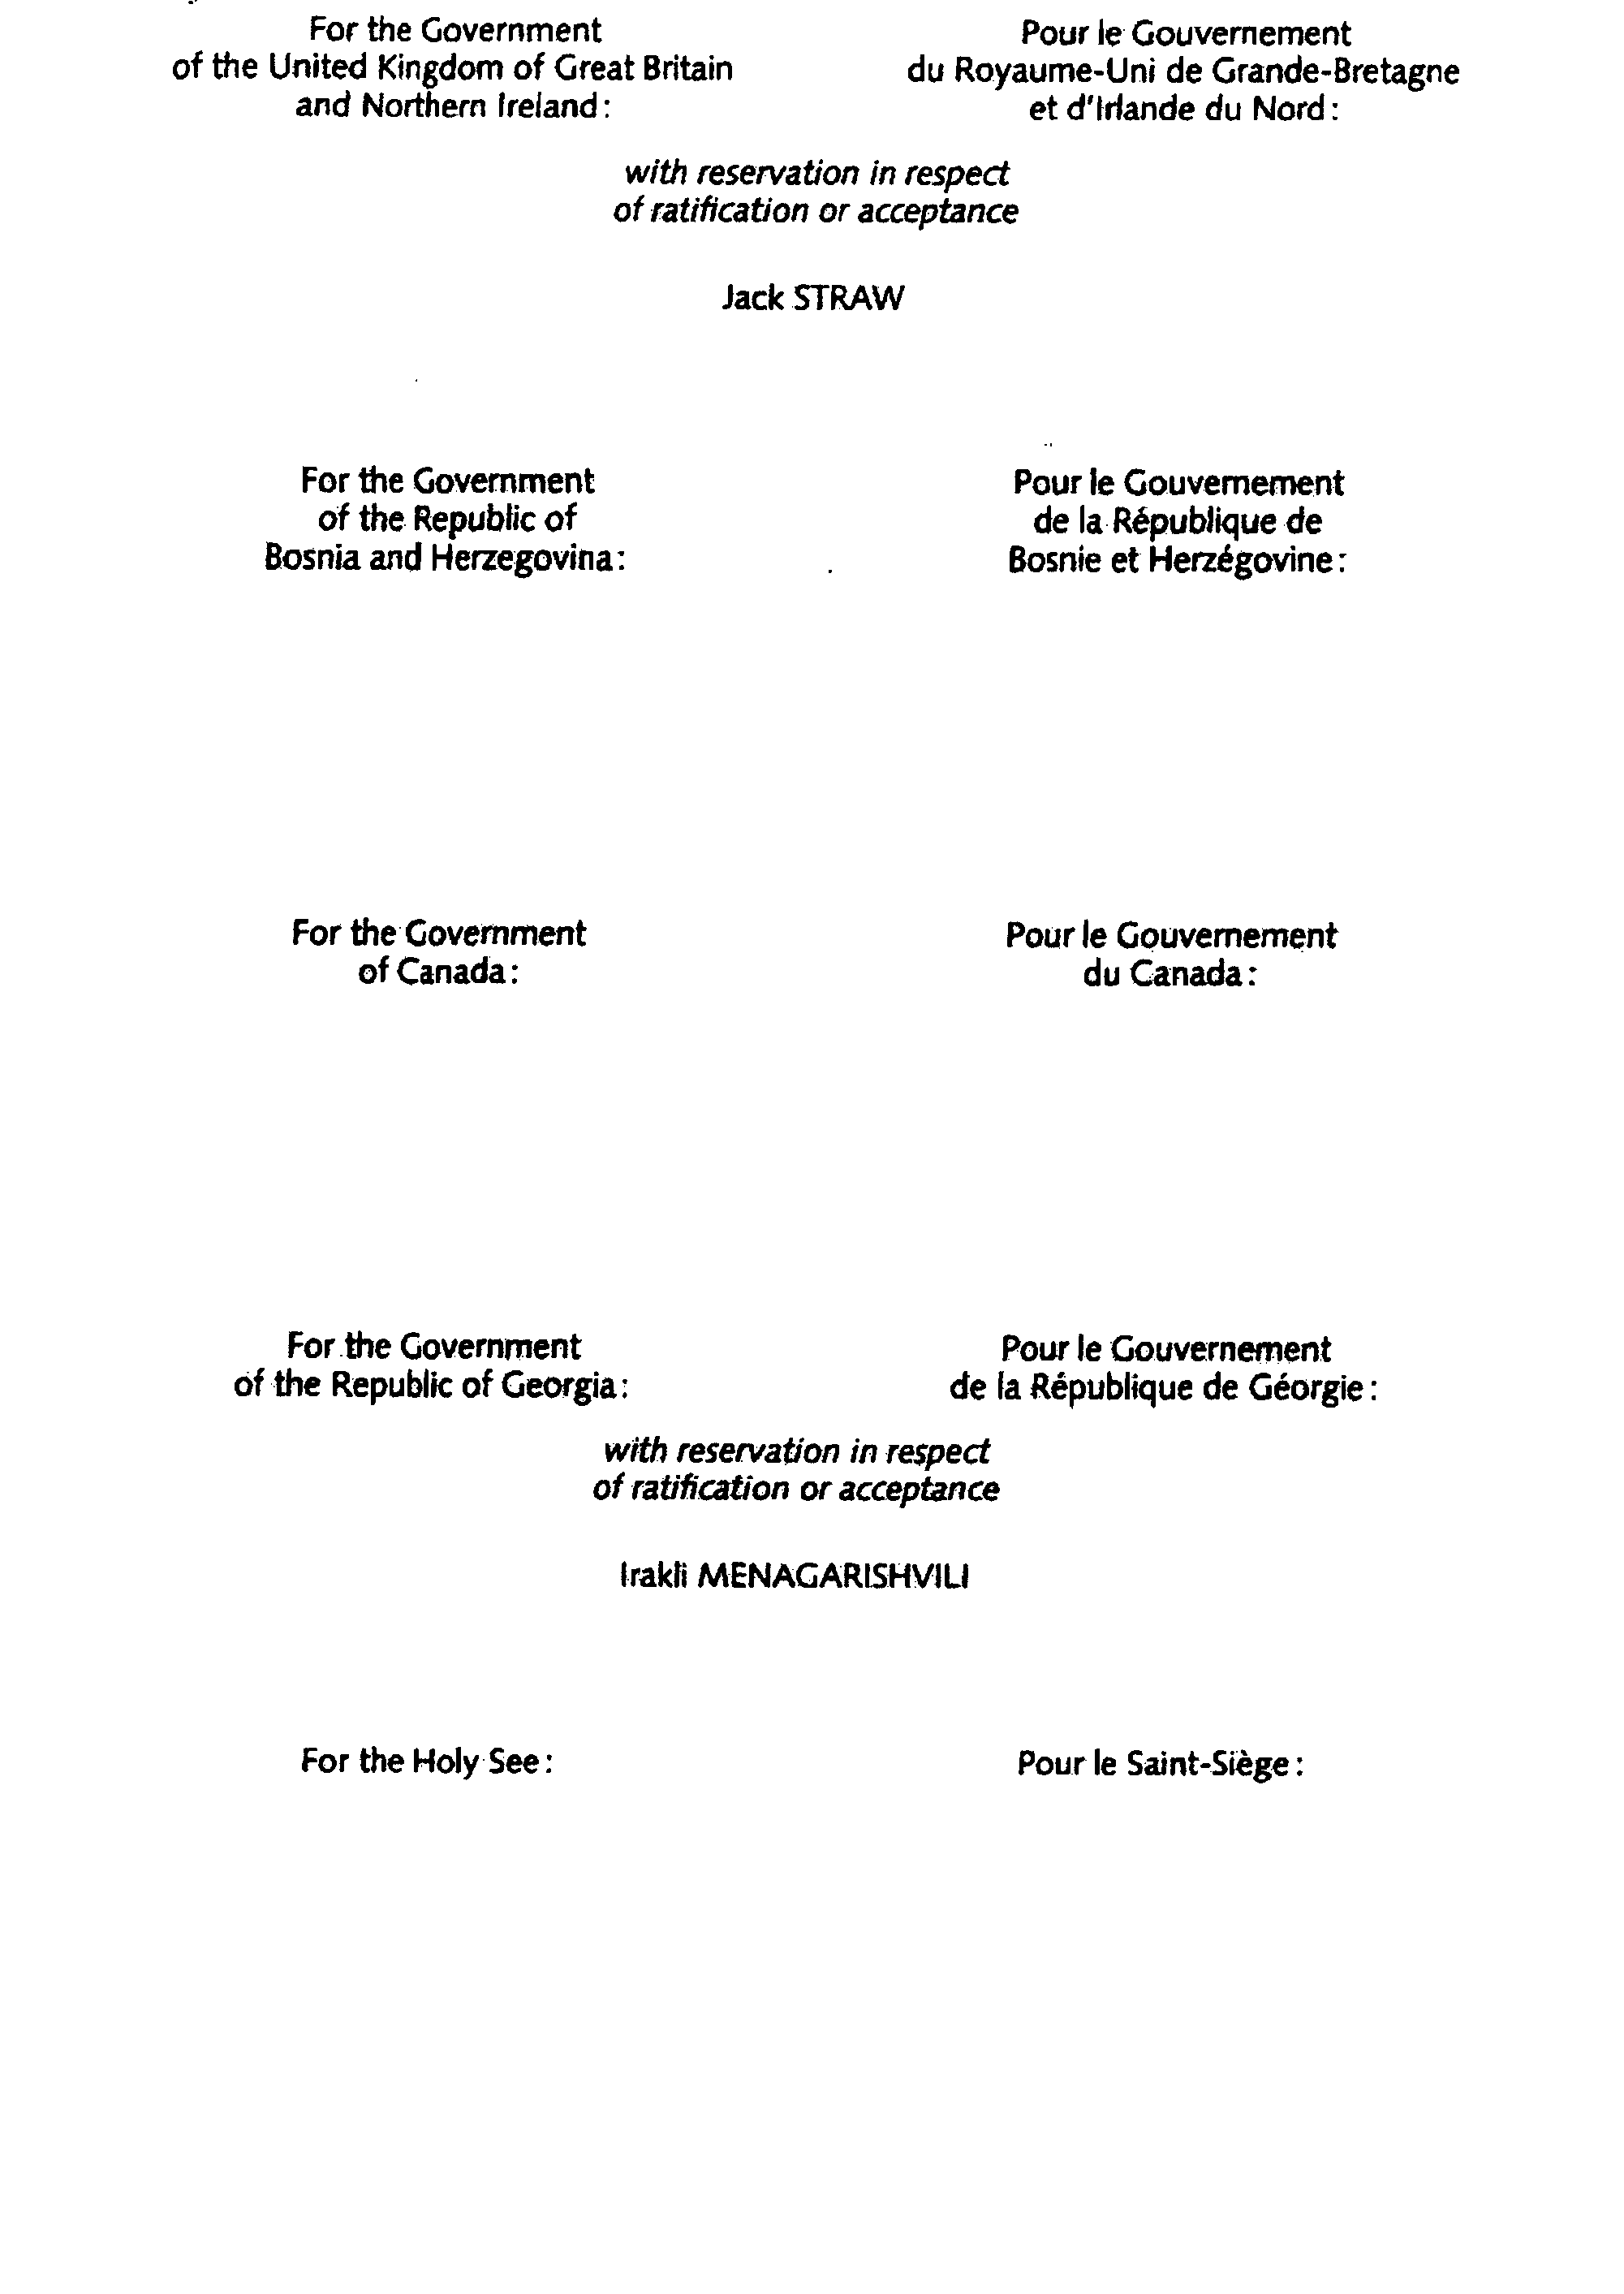 For the Government
of the United Kingdom of Great Britain
and Northern Ireland:
Pour le Gouvernement
du Royaume-Uni de Grande-Bretagne
et d'Irlande du Nord:
with reservation in respect
of ratification or acceptance
Jack STRAW
For the Government
of the Republic of
Bosnia and Herzegovina:
Pour le Gouvernement
de la République de
Bosnie et Herzégovine:
For the Government
of Canada:
Pour le Gouvernement
du Canada:
For the Government
of the Republic of Georgia:
Pour le Gouvernement
de la République de Géorgie:
with reservation in respect
of ratification or acceptance
Irakli MENAGARISHVILI
For the Holy See:
Pour le Saint-Siège: